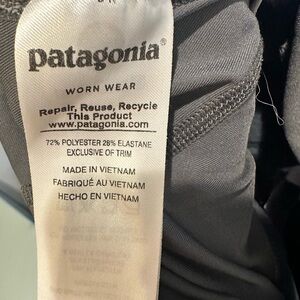 patagonia®
WORN WEAR
Repair, Reuse, Recycle
This Product
www.patagonia.com
72% POLYESTER 28% ELASTANE
EXCLUSIVE OF TRIM
MADE IN VIETNAM
FABRIQUÉ AU VIETNAM
HECHO EN VIETNAM